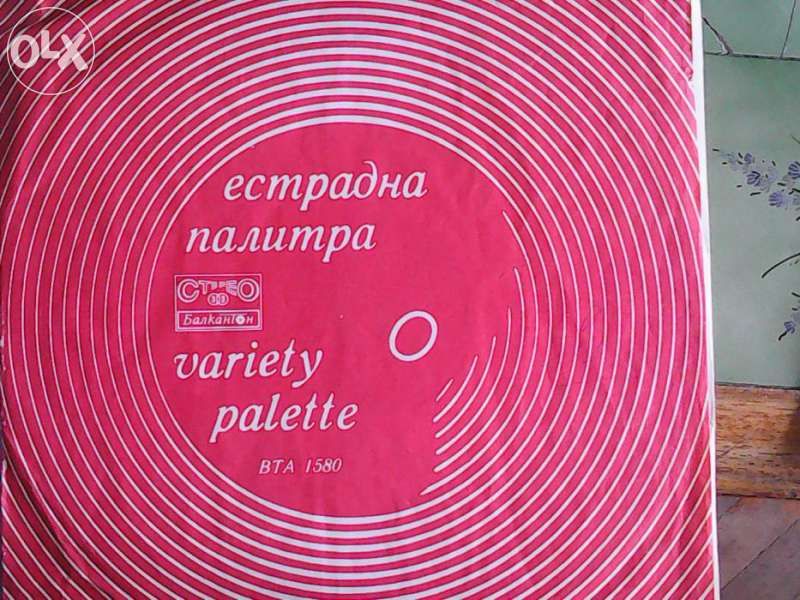 OLX
естрадна
палитра
СТЕРЕО
Балкантон
variety
palette
ВТА 1580